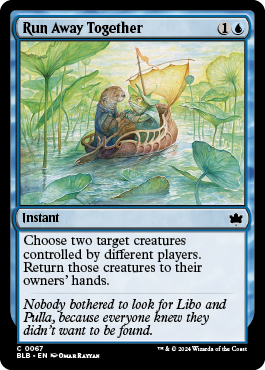 Run Away Together 1
Instant
Choose two target creatures
controlled by different players.
Return those creatures to their
owners' hands.
Nobody bothered to look for Libo and
Pulla, because everyone knew they
didn't want to be found.
C 0067
BLB • EN Omar Rayyan
™ & © 2024 Wizards of the Coast